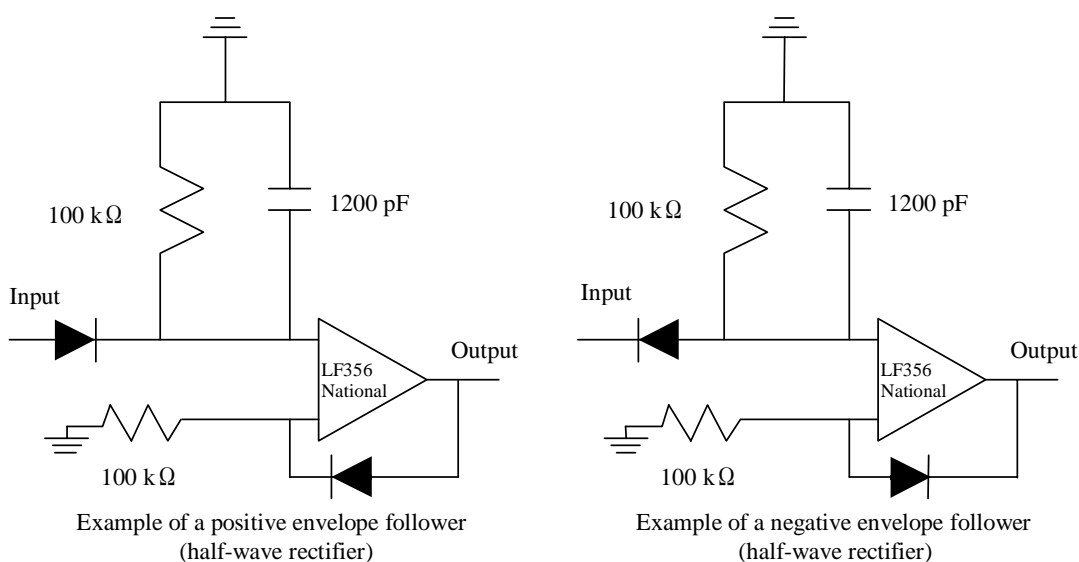 100 kΩ
1200 pF
Input
LF356
National
Output
100 kΩ
Example of a positive envelope follower
(half-wave rectifier)
100 kΩ
1200 pF
Input
LF356
National
Output
100 kΩ
Example of a negative envelope follower
(half-wave rectifier)